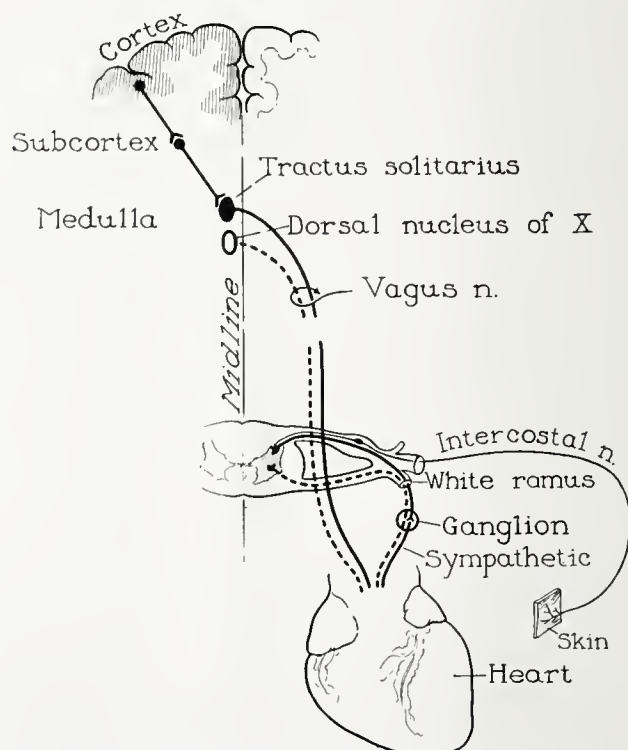 Cortex
Subcortex
Tractus solitarius
Medulla
Dorsal nucleus of X
Vagus n.
Midline
Intercostal n.
White ramus
Ganglion
Sympathetic
Skin
Heart